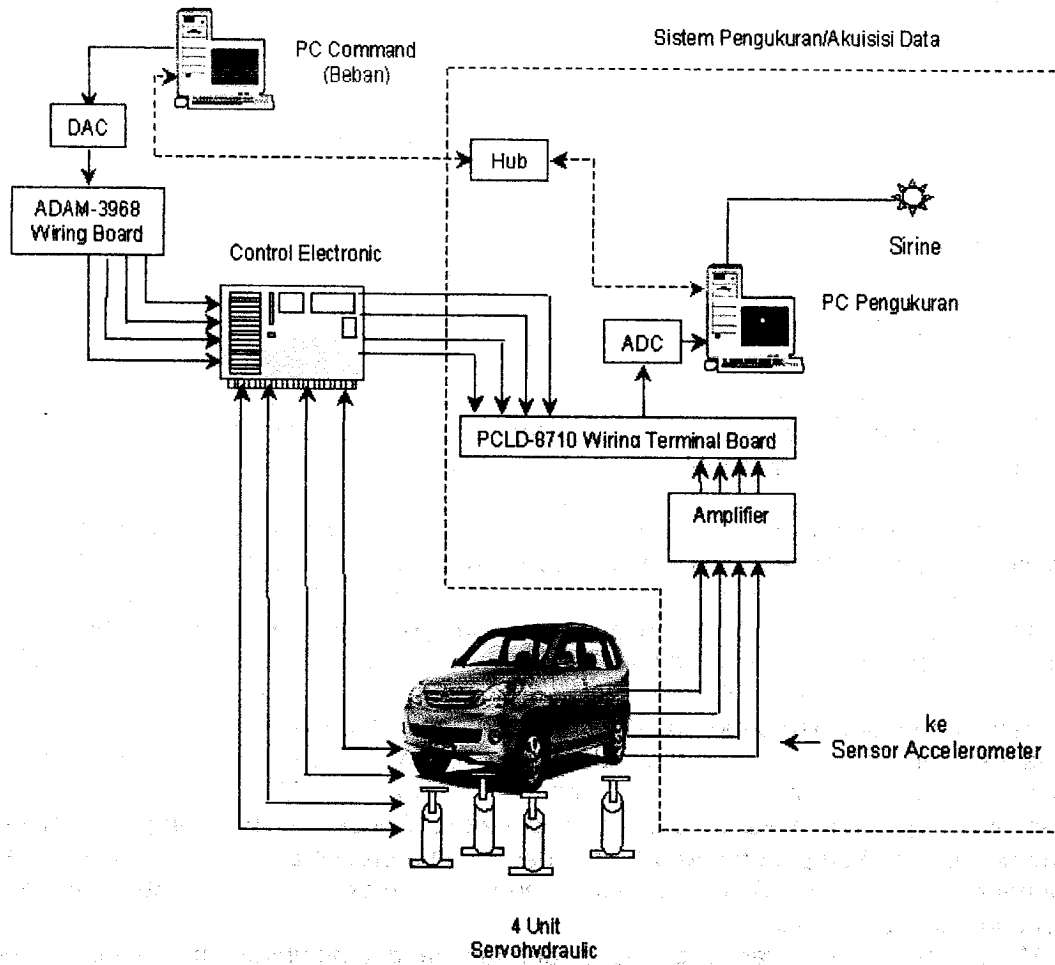 PC Command
(Beban)
Sistem Pengukuran/Akuisisi Data
DAC
Hub
ADAM-3968
Wiring Board
Control Electronic
Sirine
PC Pengukuran
ADC
PCLD-8710 Wiring Terminal Board
Amplifier
ke
Sensor Accelerometer
4 Unit
Servohydraulic